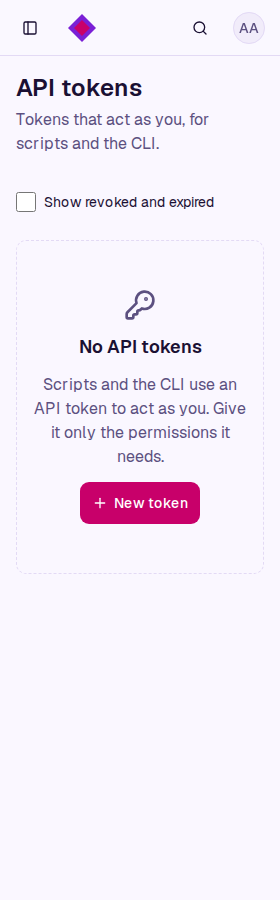 AA
API tokens
Tokens that act as you, for
scripts and the CLI.
Show revoked and expired
No API tokens
Scripts and the CLI use an
API token to act as you. Give
it only the permissions it
needs.
New token